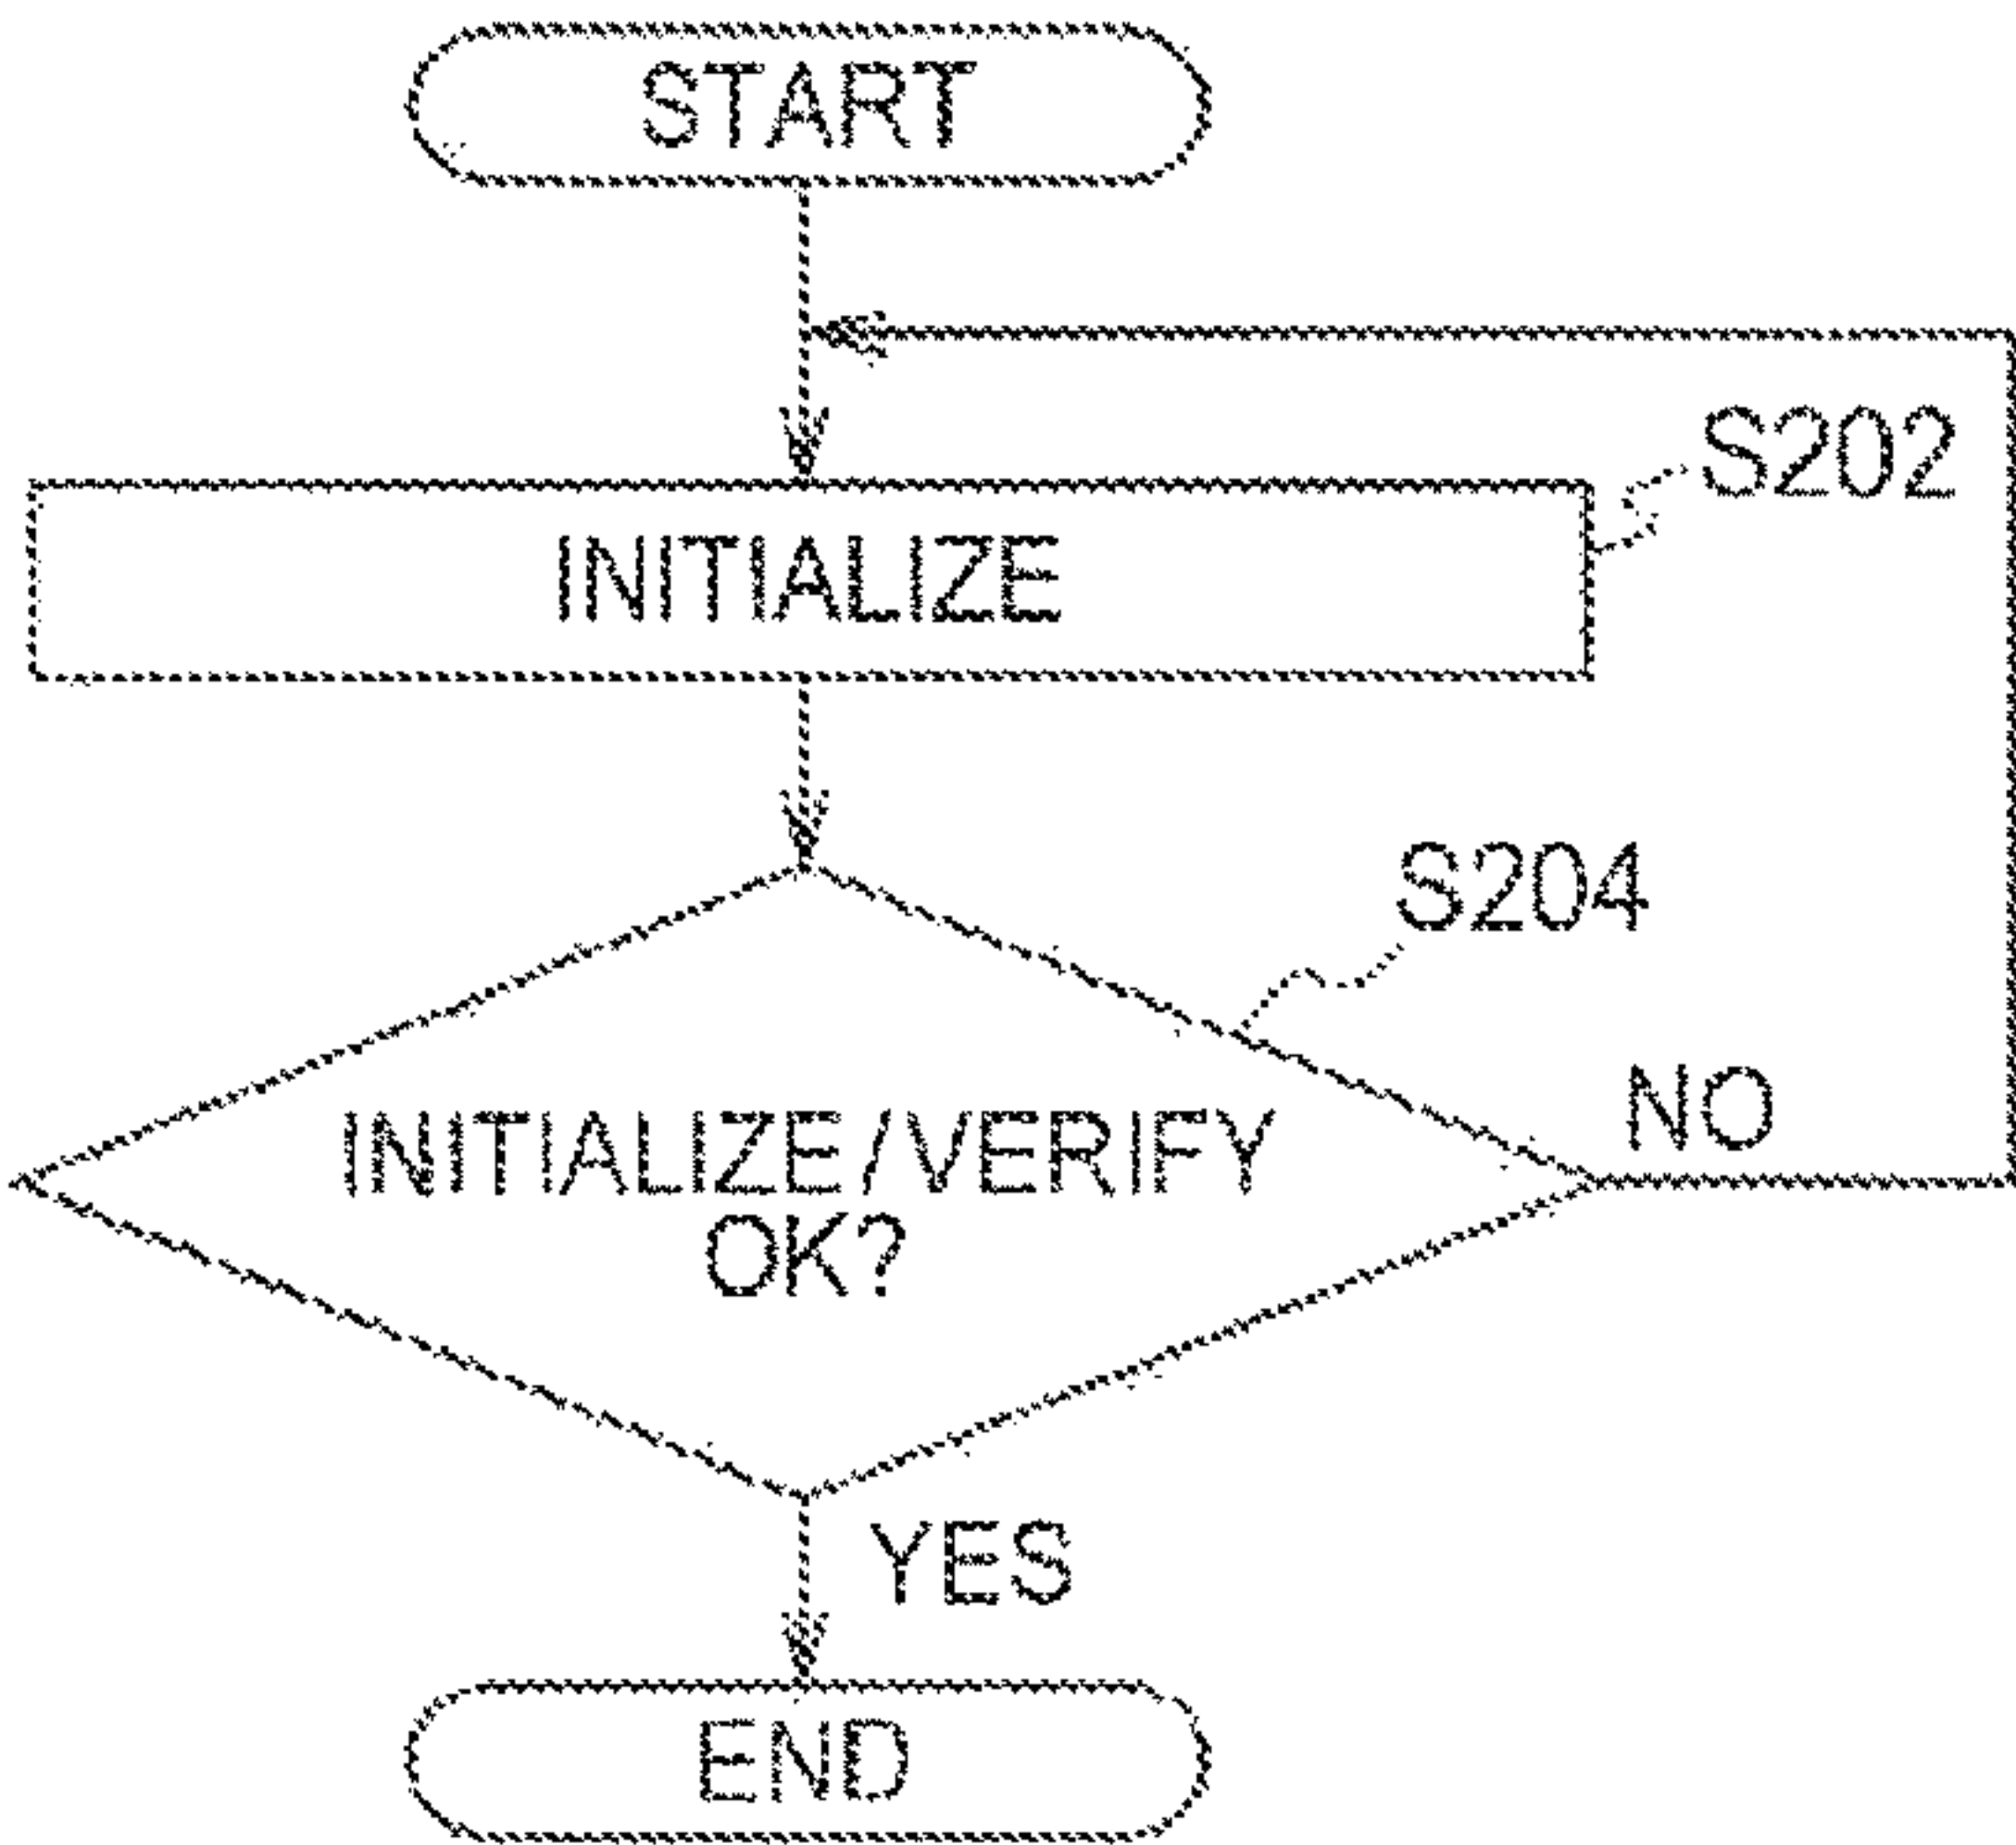 START
S202
INITIALIZE
S204
INITIALIZE/VERIFY
OK?
NO
YES
END